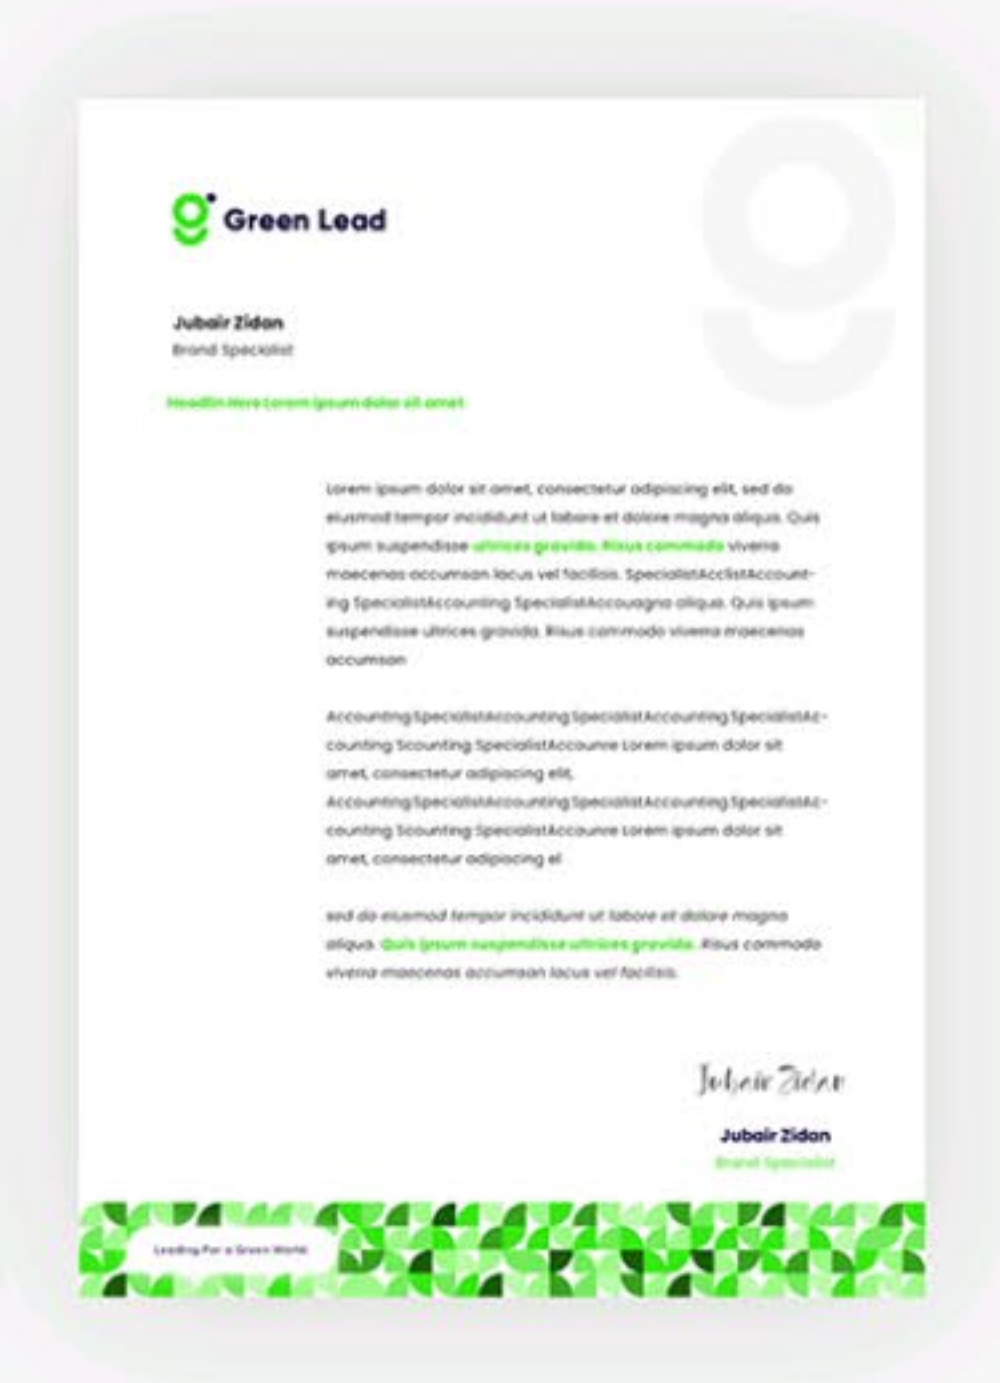 Green Lead
Jubair Zidan
Brand Specialist
Headlin Here Lorem ipsum dolor sit amet
Lorem ipsum dolor sit amet, consectetur adipiscing elit, sed do
eiusmod tempor incididunt ut labore et dolore magna aliqua. Quis
ipsum suspendisse ultrices gravida. Risus commodo viverra
maecenas accumsan lacus vel facilisis. SpecialistAcclistAccount-
ing SpecialistAccounting SpecialistAccouagna aliqua. Quis ipsum
suspendisse ultrices gravida. Risus commodo viverra maecenas
accumsan
AccountingSpecialistAccounting SpecialistAccounting SpecialistAc-
counting Scounting SpecialistAccounre Lorem ipsum dolor sit
amet, consectetur adipiscing elit,
AccountingSpecialistAccounting SpecialistAccounting SpecialistAc-
counting Scounting SpecialistAccounre Lorem ipsum dolor sit
amet, consectetur adipiscing el
sed do eiusmod tempor incididunt ut labore et dolore magna
aliqua. Quis ipsum suspendisse ultrices gravida. Risus commodo
viverra maecenas accumsan lacus vel facilisis.
Jubair Zidan
Jubair Zidan
Brand Specialist
Leading For a Green World